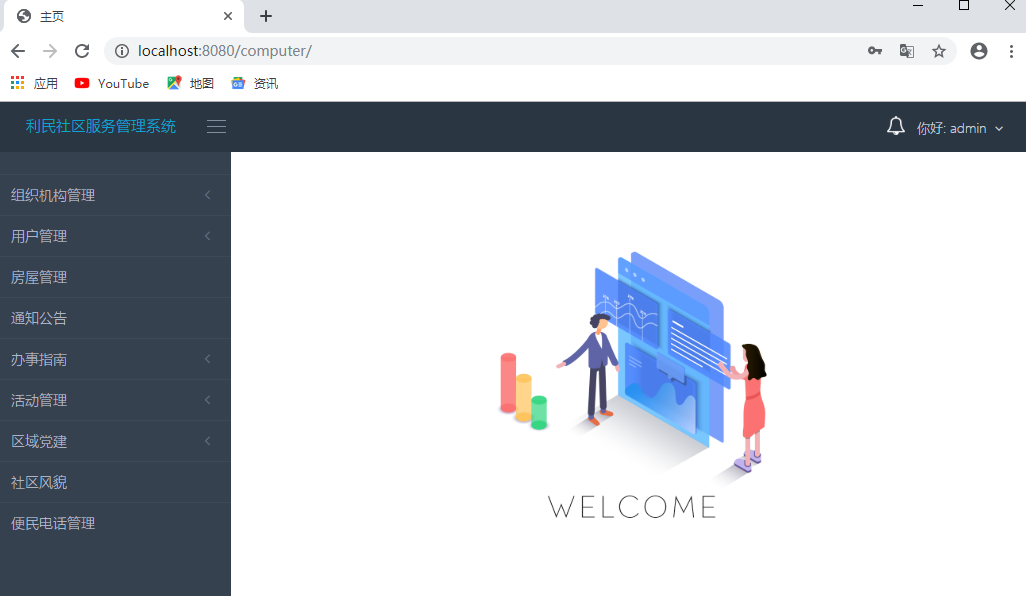 主页
localhost:8080/computer/
应用 YouTube 地图 资讯
利民社区服务管理系统 你好: admin
组织机构管理
用户管理
房屋管理
通知公告
办事指南
活动管理
区域党建
社区风貌
便民电话管理
WELCOME